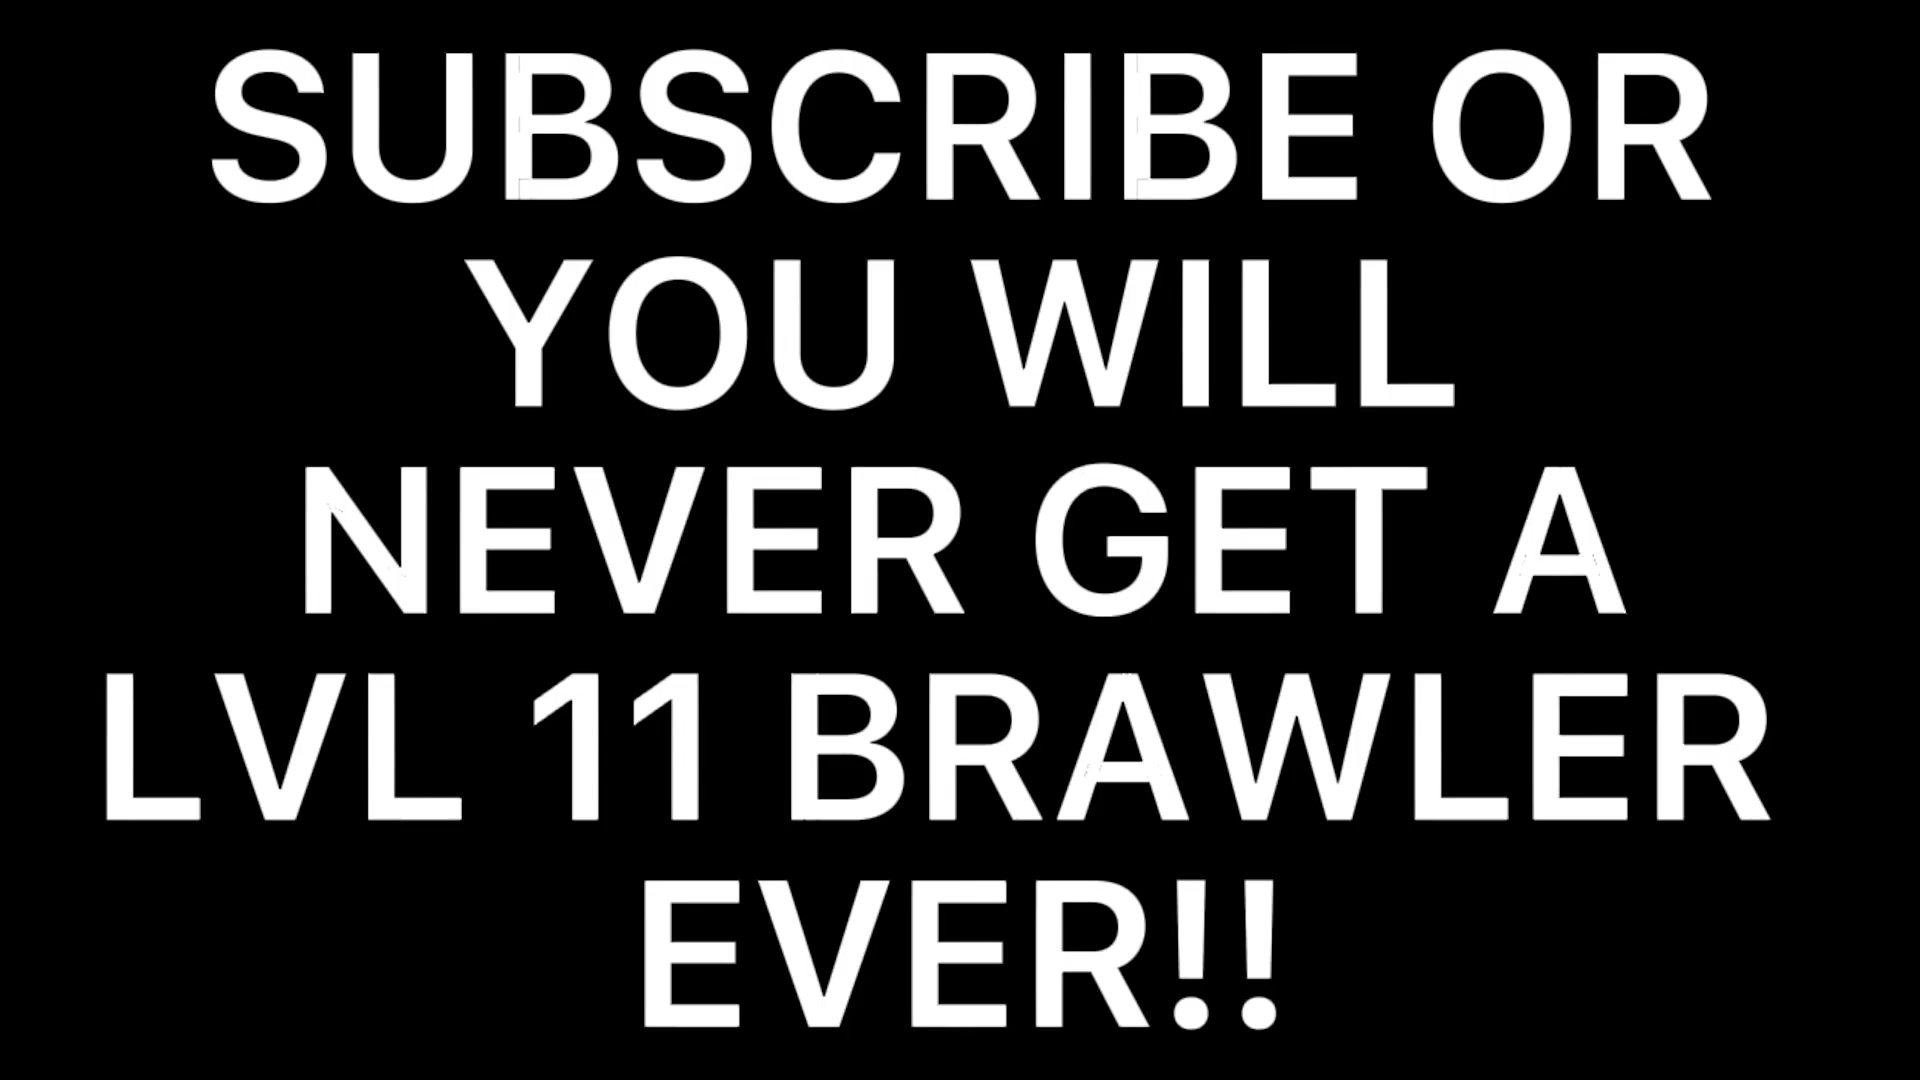 SUBSCRIBE OR
YOU WILL
NEVER GET A
LVL 11 BRAWLER
EVER!!